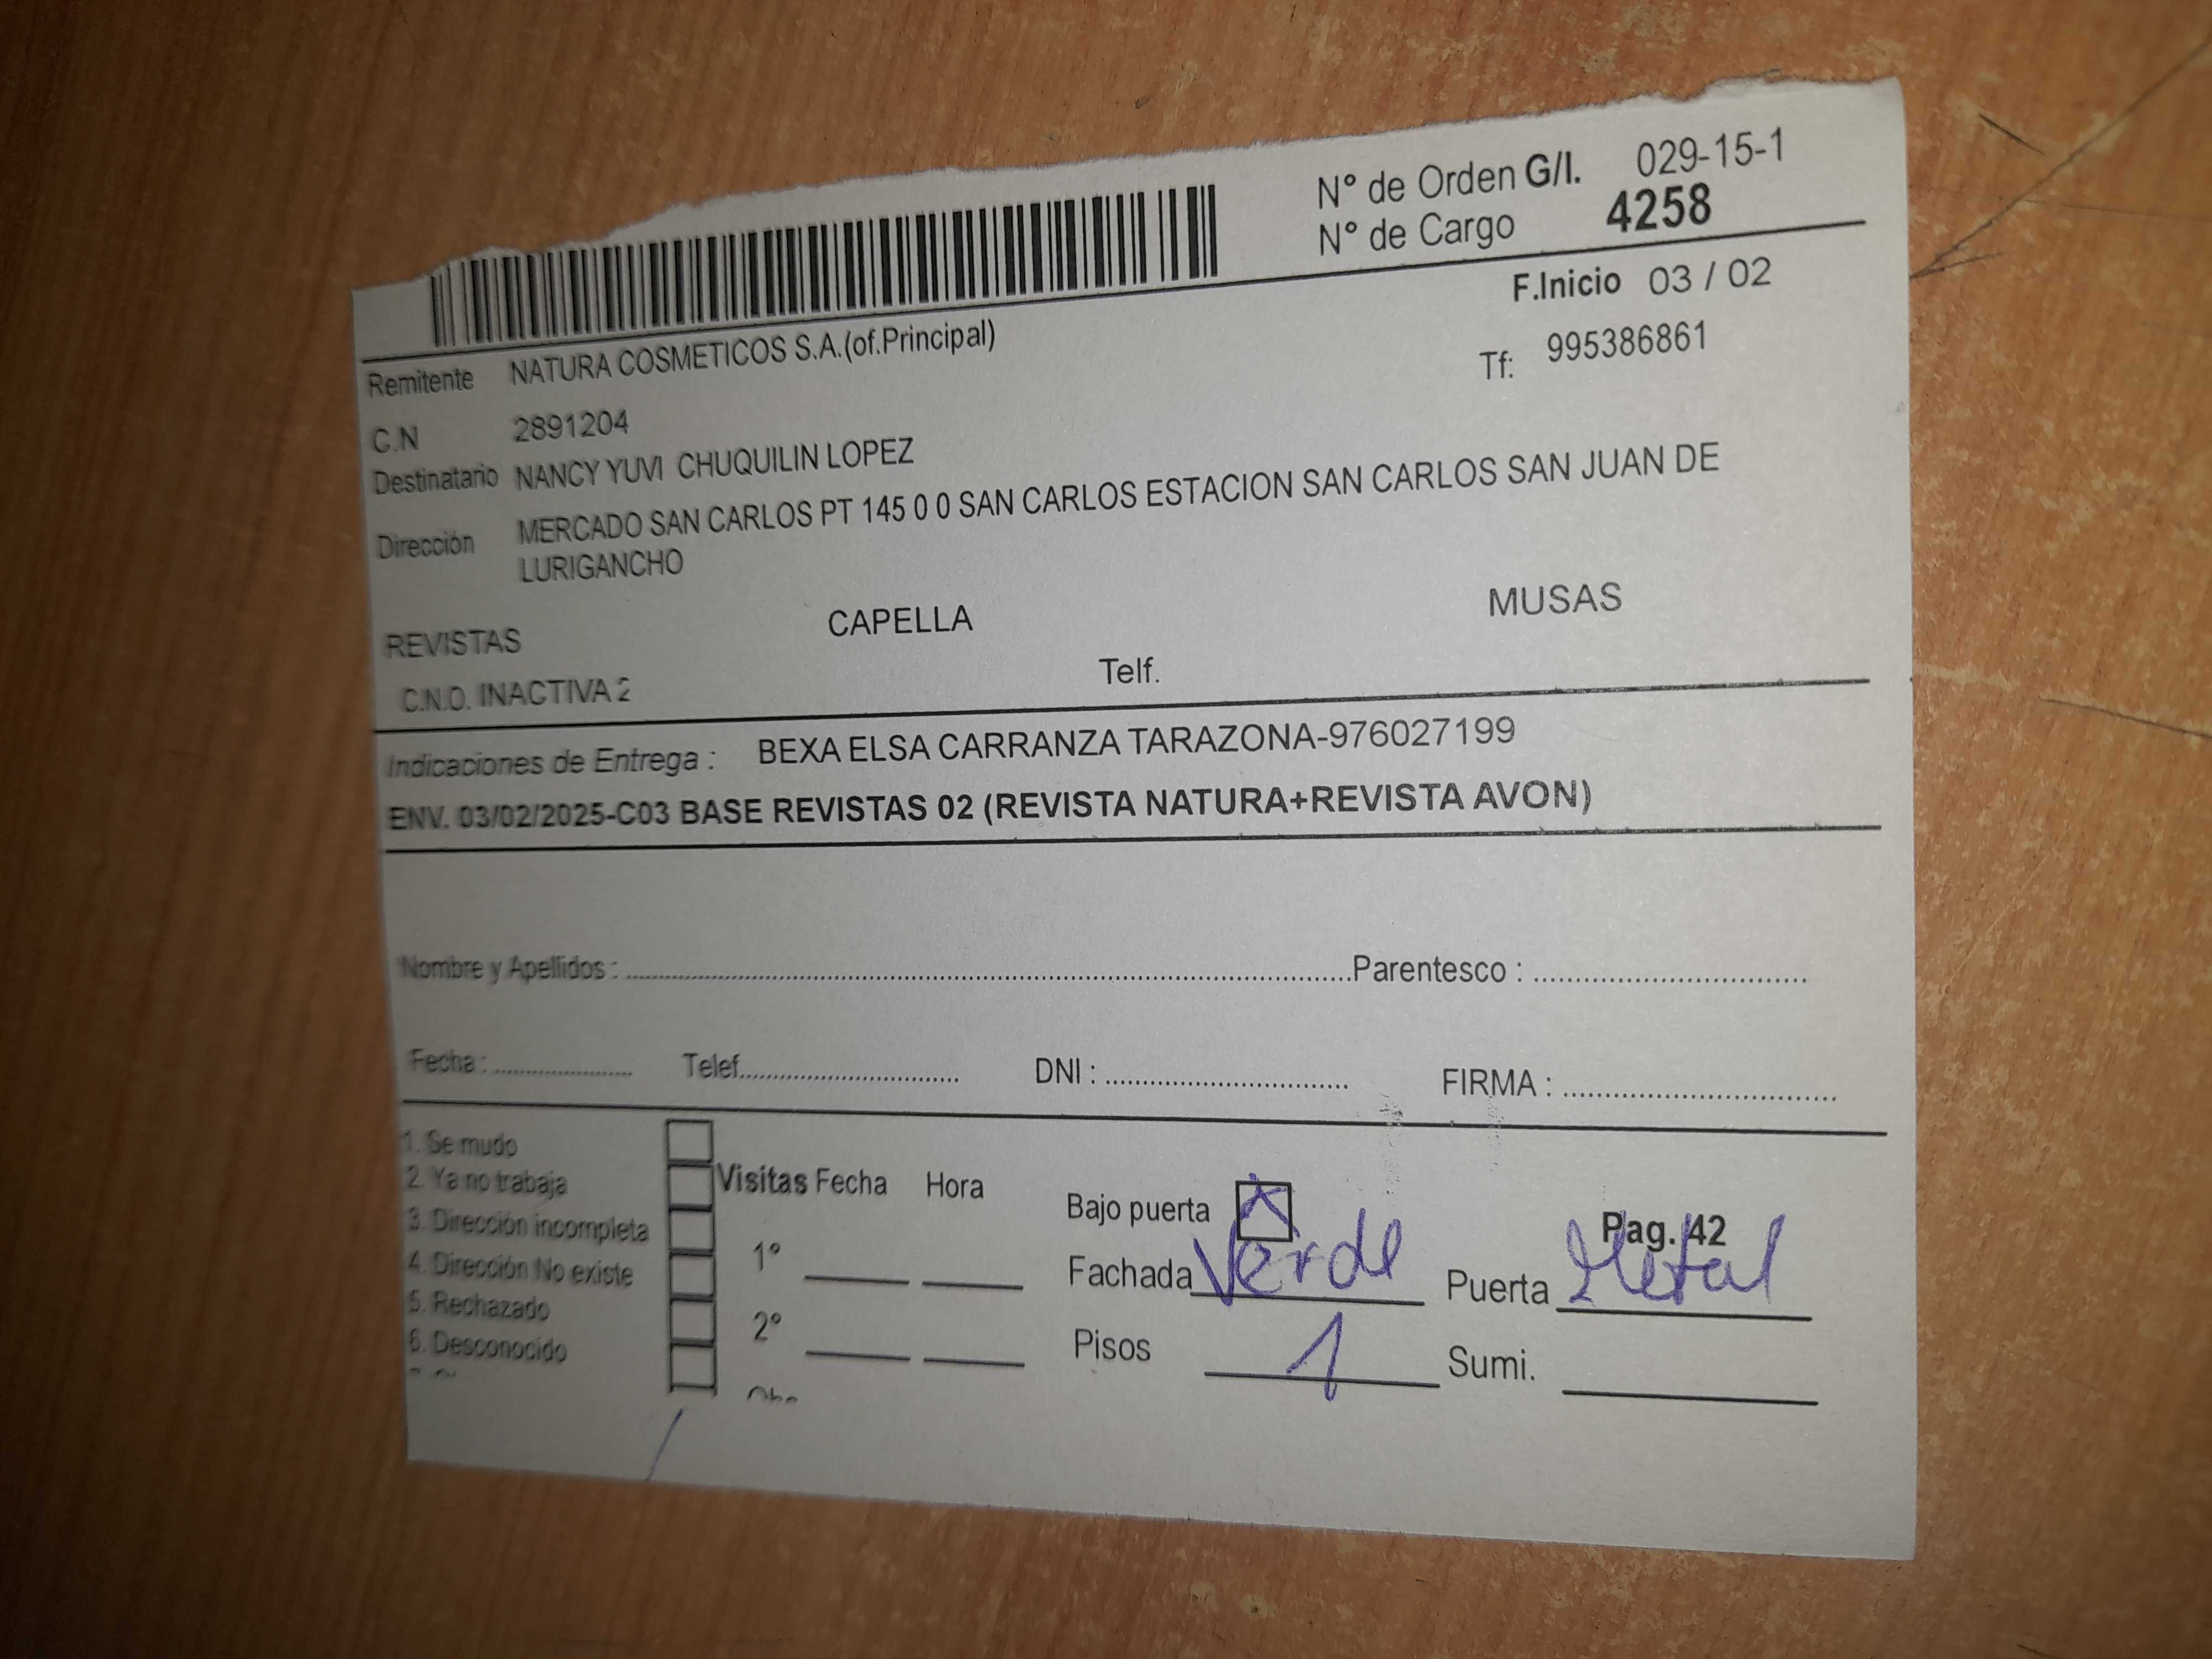 Nº de Orden G/I. 029-15-1
Nº de Cargo 4258
F.Inicio 03 / 02
Remitente NATURA COSMETICOS S.A.(of.Principal)
Tf: 995386861
C.N 2891204
Destinatario NANCY YUVI CHUQUILIN LOPEZ
Dirección MERCADO SAN CARLOS PT 145 0 0 SAN CARLOS ESTACION SAN CARLOS SAN JUAN DE
LURIGANCHO
REVISTAS CAPELLA MUSAS
C.N.O. INACTIVA 2 Telf.
Indicaciones de Entrega : BEXA ELSA CARRANZA TARAZONA-976027199
ENV. 03/02/2025-C03 BASE REVISTAS 02 (REVISTA NATURA+REVISTA AVON)
Nombre y Apellidos : Parentesco :
Fecha : Telef. DNI : FIRMA :
1. Se mudo
2. Ya no trabaja
3. Dirección incompleta
4. Dirección No existe
5. Rechazado
6. Desconocido
Visitas Fecha Hora
1º
2º
Bajo puerta X
Pag. 42
Fachada Verde Puerta Metal
Pisos 1 Sumi.